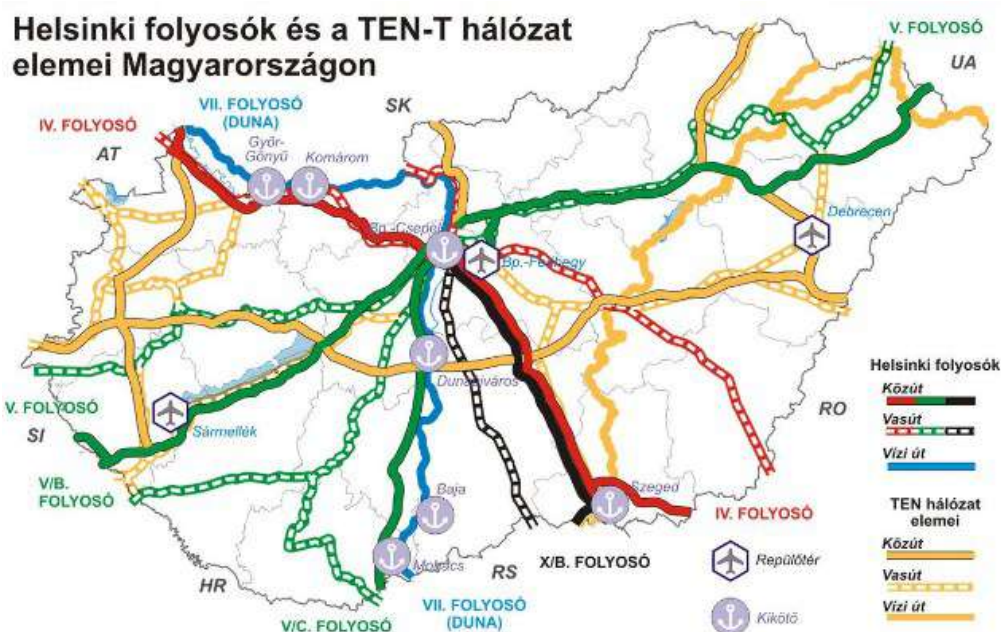 Helsinki folyosók és a TEN-T hálózat
elemei Magyarországon
V. FOLYOSÓ
UA
VII. FOLYOSÓ
(DUNA)
SK
IV. FOLYOSÓ
AT
Győr-
Gönyű
Komárom
Bp.-Csepel
Bp.-Ferihegy
Debrecen
Dunaújváros
Helsinki folyosók
Közút
Vasút
Vízi út
V. FOLYOSÓ
SI
Sármellék
RO
V/B.
FOLYOSÓ
Baja
Szeged
IV. FOLYOSÓ
TEN hálózat
elemei
Közút
Vasút
Vízi út
X/B. FOLYOSÓ
Repülőtér
Mohács
RS
HR
VII. FOLYOSÓ
(DUNA)
V/C. FOLYOSÓ
Kikötő